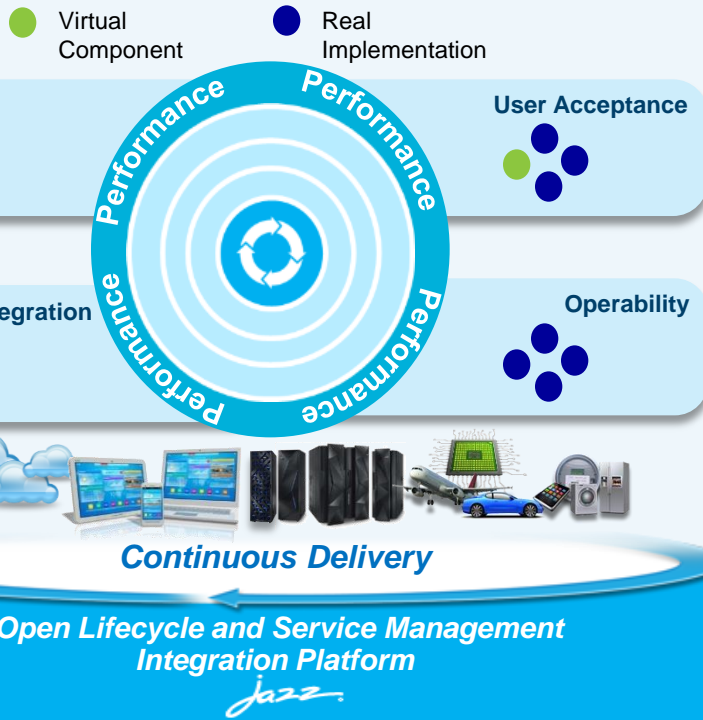 Virtual
Component
Real
Implementation
Performance
Performance
User Acceptance
egration
Performance
Performance
Operability
Continuous Delivery
Open Lifecycle and Service Management
Integration Platform
jazz